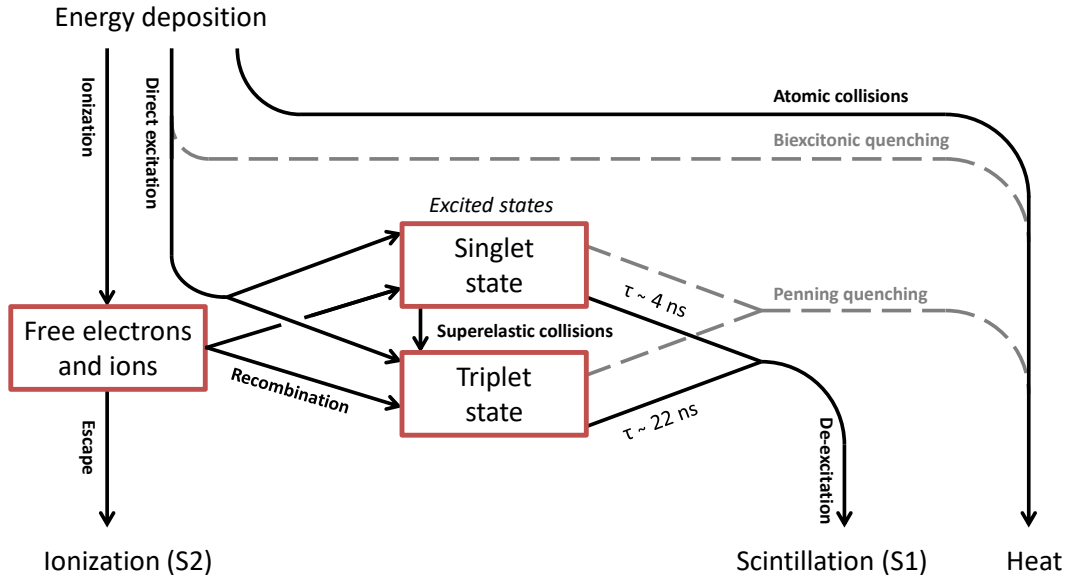 Energy deposition
Ionization
Direct excitation
Atomic collisions
Biexcitonic quenching
Excited states
Singlet
state
τ ~ 4 ns
Penning quenching
Free electrons
and ions
Superelastic collisions
Recombination
Triplet
state
τ ~ 22 ns
Escape
De-excitation
Ionization (S2)
Scintillation (S1)
Heat